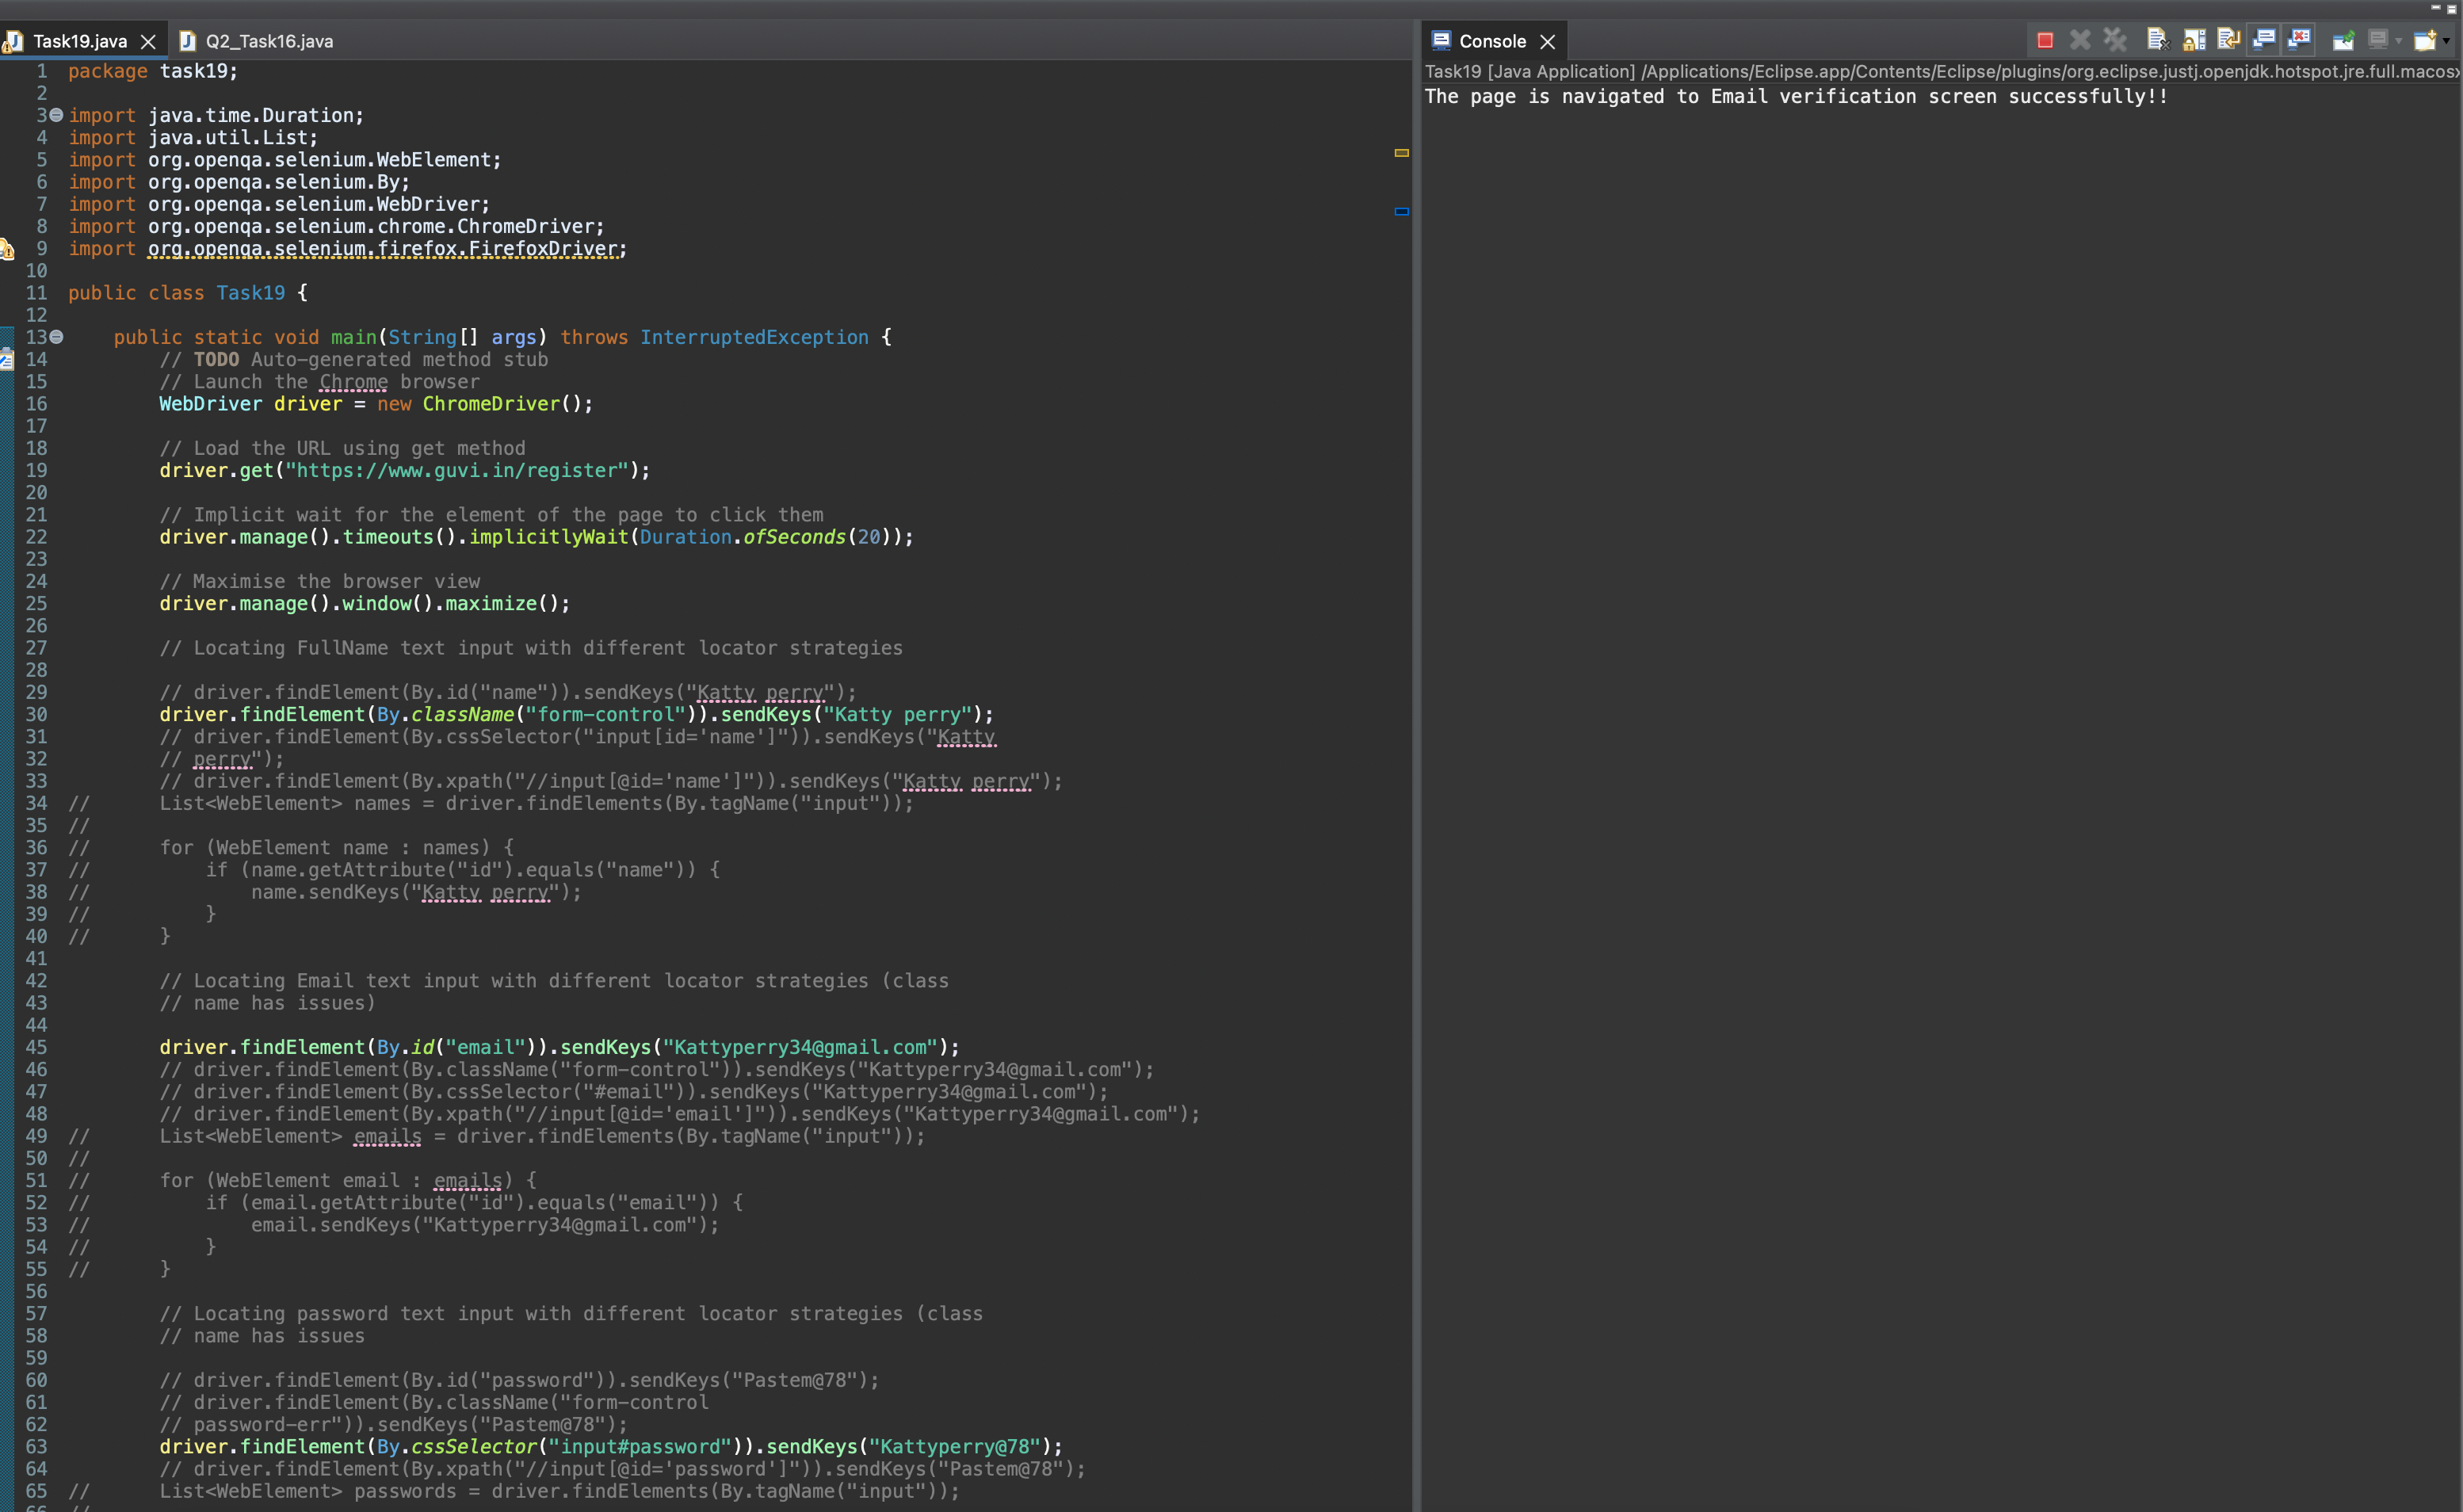 Task19.java
Q2_Task16.java
1 package task19;
2
3 import java.time.Duration;
4 import java.util.List;
5 import org.openqa.selenium.WebElement;
6 import org.openqa.selenium.By;
7 import org.openqa.selenium.WebDriver;
8 import org.openqa.selenium.chrome.ChromeDriver;
9 import org.openqa.selenium.firefox.FirefoxDriver;
10
11 public class Task19 {
12
13     public static void main(String[] args) throws InterruptedException {
14         // TODO Auto-generated method stub
15         // Launch the Chrome browser
16         WebDriver driver = new ChromeDriver();
17
18         // Load the URL using get method
19         driver.get("https://www.guvi.in/register");
20
21         // Implicit wait for the element of the page to click them
22         driver.manage().timeouts().implicitlyWait(Duration.ofSeconds(20));
23
24         // Maximise the browser view
25         driver.manage().window().maximize();
26
27         // Locating FullName text input with different locator strategies
28
29         // driver.findElement(By.id("name")).sendKeys("Katty perry");
30         driver.findElement(By.className("form-control")).sendKeys("Katty perry");
31         // driver.findElement(By.cssSelector("input[id='name']")).sendKeys("Katty
32         // perry");
33         // driver.findElement(By.xpath("//input[@id='name']")).sendKeys("Katty perry");
34 //      List<WebElement> names = driver.findElements(By.tagName("input"));
35 //
36 //      for (WebElement name : names) {
37 //          if (name.getAttribute("id").equals("name")) {
38 //              name.sendKeys("Katty perry");
39 //          }
40 //      }
41
42         // Locating Email text input with different locator strategies (class
43         // name has issues)
44
45         driver.findElement(By.id("email")).sendKeys("Kattyperry34@gmail.com");
46         // driver.findElement(By.className("form-control")).sendKeys("Kattyperry34@gmail.com");
47         // driver.findElement(By.cssSelector("#email")).sendKeys("Kattyperry34@gmail.com");
48         // driver.findElement(By.xpath("//input[@id='email']")).sendKeys("Kattyperry34@gmail.com");
49 //      List<WebElement> emails = driver.findElements(By.tagName("input"));
50 //
51 //      for (WebElement email : emails) {
52 //          if (email.getAttribute("id").equals("email")) {
53 //              email.sendKeys("Kattyperry34@gmail.com");
54 //          }
55 //      }
56
57         // Locating password text input with different locator strategies (class
58         // name has issues
59
60         // driver.findElement(By.id("password")).sendKeys("Pastem@78");
61         // driver.findElement(By.className("form-control
62         // password-err")).sendKeys("Pastem@78");
63         driver.findElement(By.cssSelector("input#password")).sendKeys("Kattyperry@78");
64         // driver.findElement(By.xpath("//input[@id='password']")).sendKeys("Pastem@78");
65 //      List<WebElement> passwords = driver.findElements(By.tagName("input"));
66 //
Console
Task19 [Java Application] /Applications/Eclipse.app/Contents/Eclipse/plugins/org.eclipse.justj.openjdk.hotspot.jre.full.macos
The page is navigated to Email verification screen successfully!!